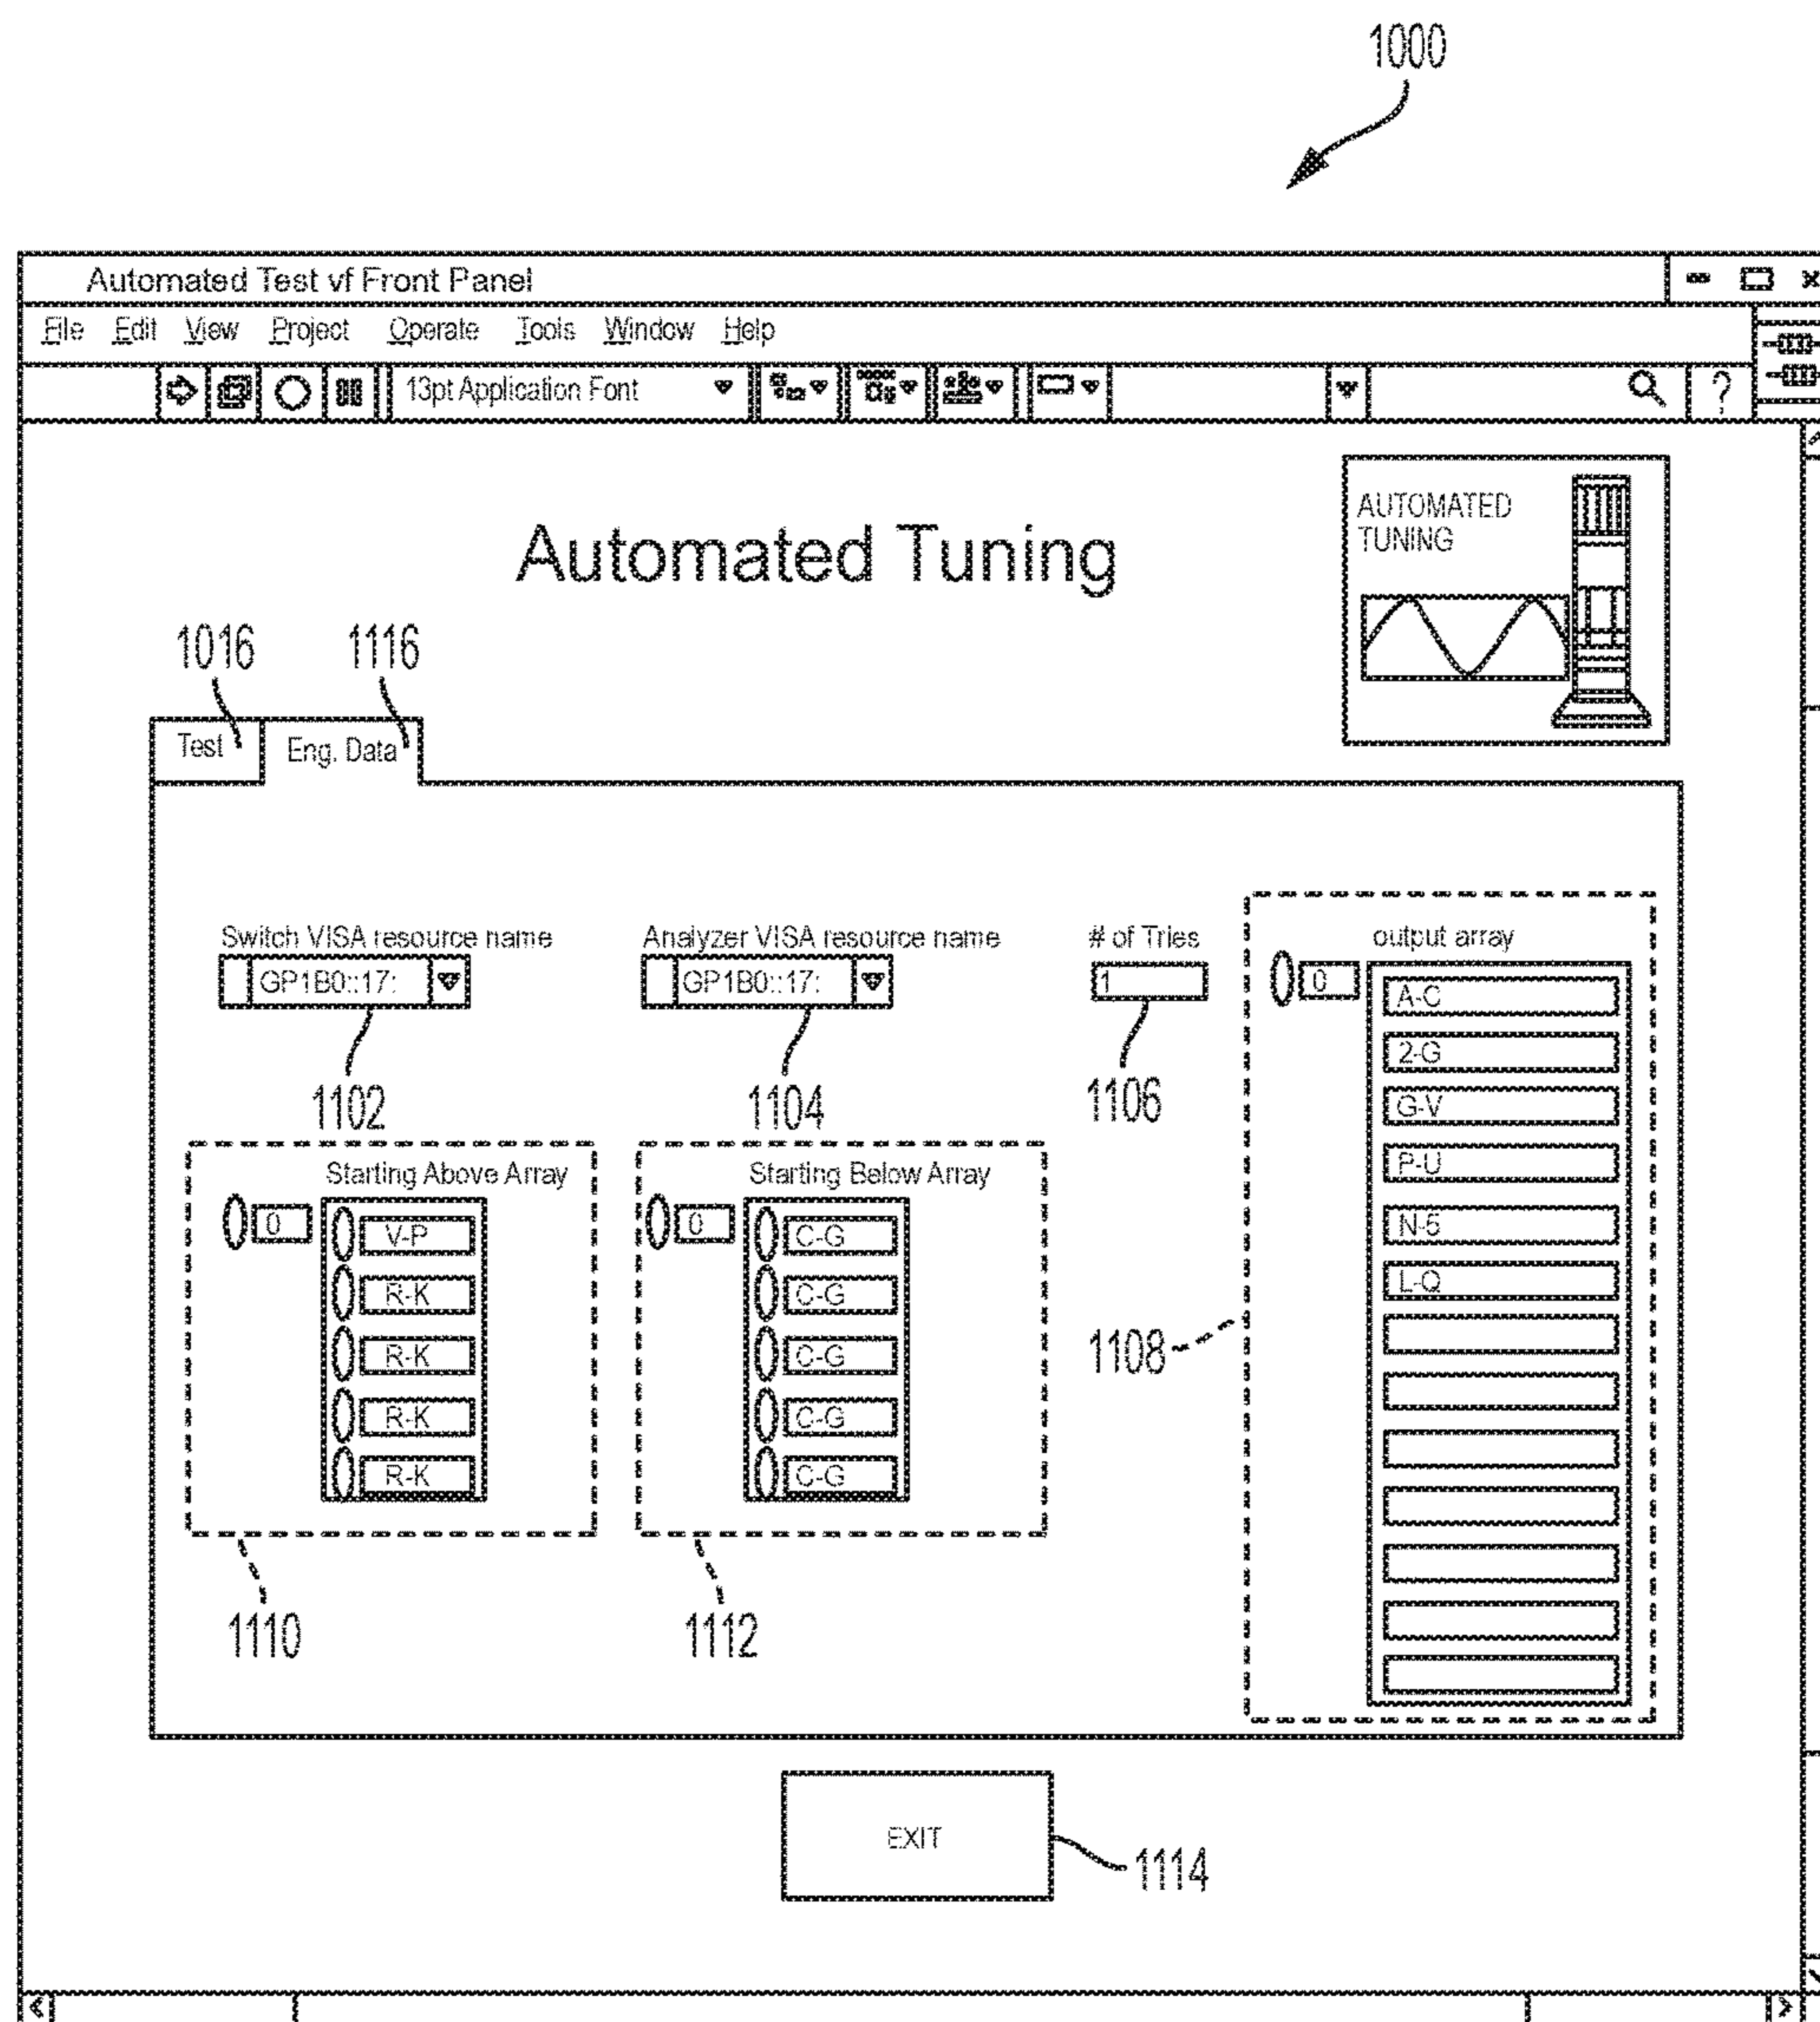 1000
Automated Test vf Front Panel
File Edit View Project Operate Tools Window Help
13pt Application Font
?
Automated Tuning
AUTOMATED
TUNING
1016 1116
Test Eng. Data
Switch VISA resource name
GP1B0::17:
1102
Analyzer VISA resource name
GP1B0::17:
1104
# of Tries
1
1106
output array
0
A-C
2-G
G-V
P-U
N-5
L-Q
1108
Starting Above Array
0
V-P
R-K
R-K
R-K
R-K
1110
Starting Below Array
0
C-G
C-G
C-G
C-G
C-G
1112
EXIT
1114